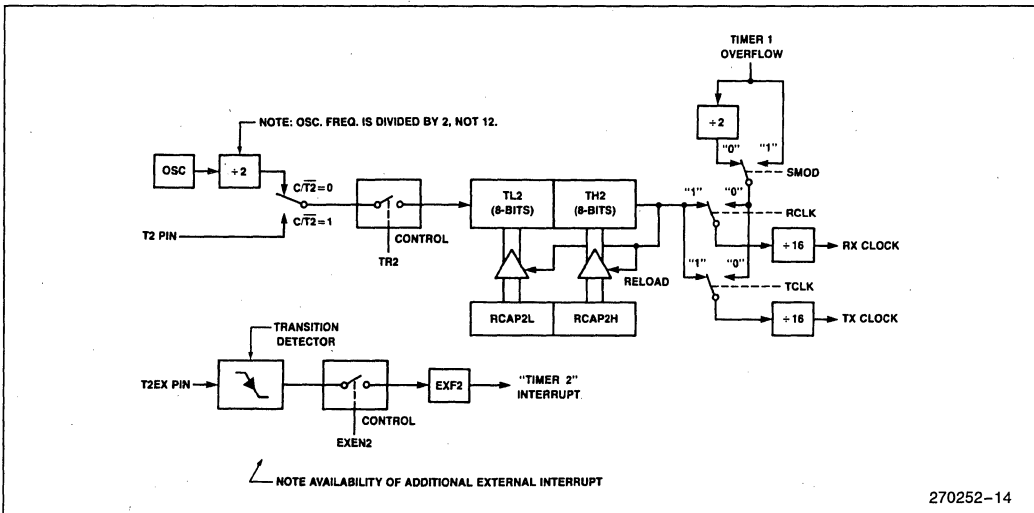 TIMER 1
OVERFLOW
÷2
"0" "1"
SMOD
NOTE: OSC. FREQ. IS DIVIDED BY 2, NOT 12.
OSC
÷2
C/T̅2̅=0
C/T̅2̅=1
T2 PIN
CONTROL
TR2
TL2
(8-BITS)
TH2
(8-BITS)
RELOAD
RCAP2L
RCAP2H
"1" "0"
RCLK
÷16
RX CLOCK
"1" "0"
TCLK
÷16
TX CLOCK
TRANSITION
DETECTOR
T2EX PIN
CONTROL
EXEN2
EXF2
"TIMER 2"
INTERRUPT
NOTE AVAILABILITY OF ADDITIONAL EXTERNAL INTERRUPT
270252-14